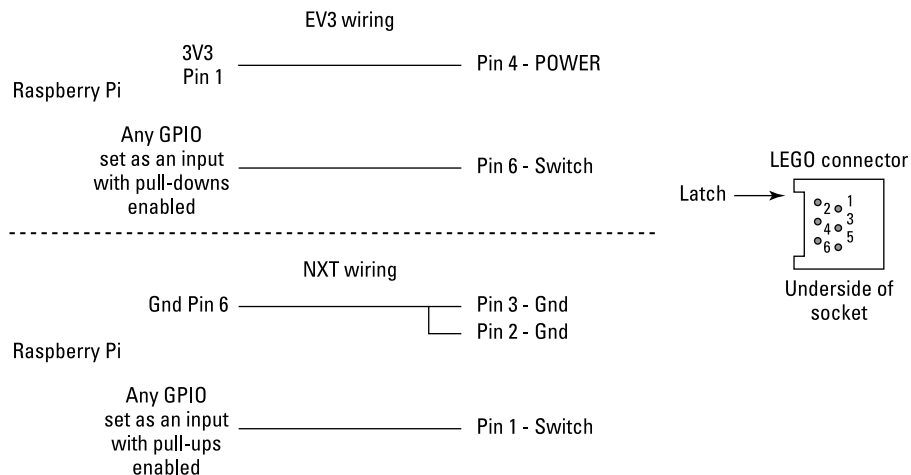 EV3 wiring
3V3
Pin 1
Pin 4 - POWER
Raspberry Pi
Any GPIO
set as an input
with pull-downs
enabled
Pin 6 - Switch
NXT wiring
Gnd Pin 6
Pin 3 - Gnd
Pin 2 - Gnd
Raspberry Pi
Any GPIO
set as an input
with pull-ups
enabled
Pin 1 - Switch
LEGO connector
Latch
2 1
4 3
6 5
Underside of
socket